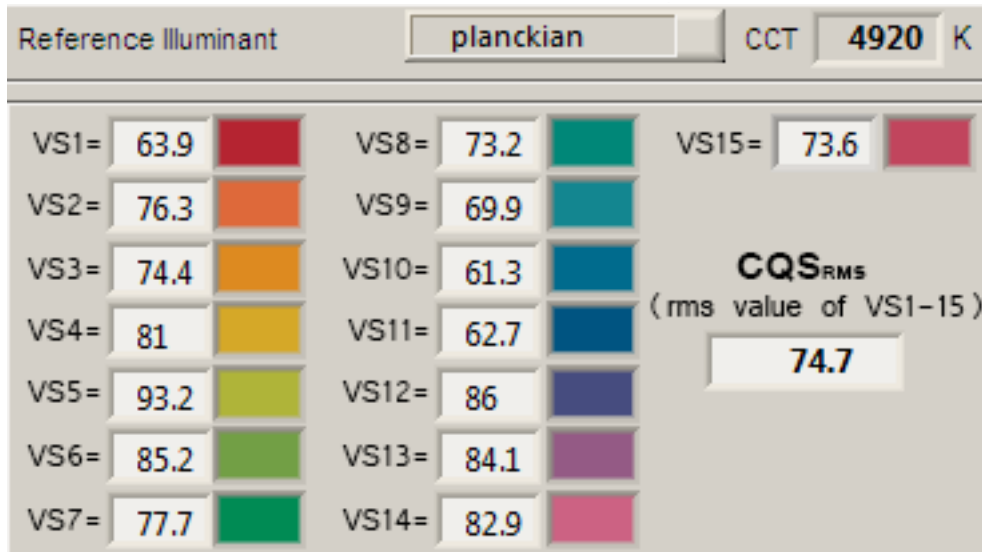 Reference Illuminant planckian CCT 4920 K
VS1= 63.9 VS8= 73.2 VS15= 73.6
VS2= 76.3 VS9= 69.9
VS3= 74.4 VS10= 61.3 CQSRMS
VS4= 81 VS11= 62.7 (rms value of VS1-15)
VS5= 93.2 VS12= 86 74.7
VS6= 85.2 VS13= 84.1
VS7= 77.7 VS14= 82.9